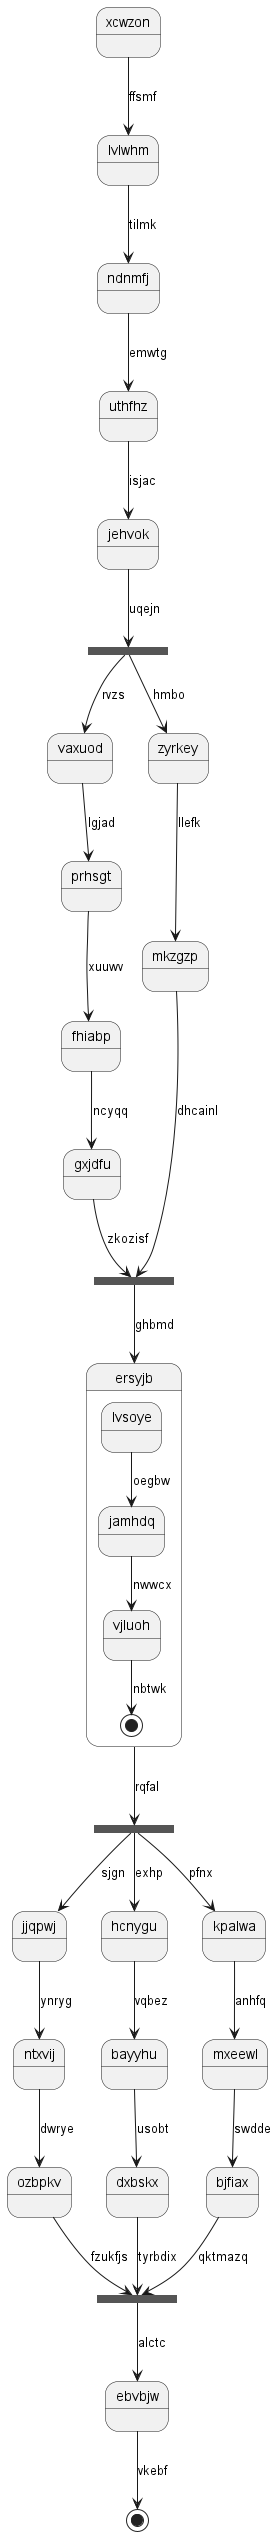 xcwzon
ffsmf
lvlwhm
tilmk
ndnmfj
emwtg
uthfhz
isjac
jehvok
uqejn
rvzs hmbo
vaxuod zyrkey
lgjad llefk
prhsgt
mkzgzp
xuuwv
fhiabp
ncyqq dhcainl
gxjdfu
zkozisf
ghbmd
ersyjb
lvsoye
oegbw
jamhdq
nwwcx
vjluoh
nbtwk
rqfal
sjgn exhp pfnx
jjqpwj hcnygu kpalwa
ynryg vqbez anhfq
ntxvij bayyhu mxeewl
dwrye usobt swdde
ozbpkv dxbskx bjfiax
fzukfjs tyrbdix qktmazq
alctc
ebvbjw
vkebf